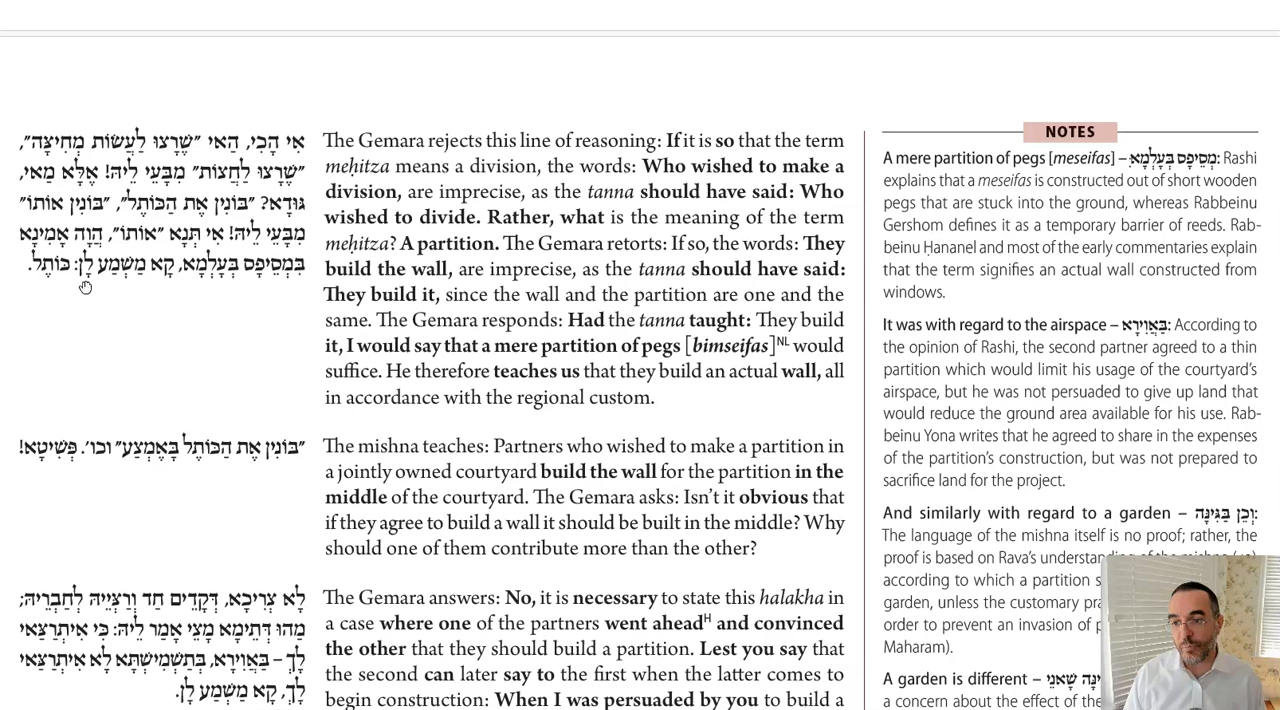 אִי הָכִי, הַאי ״שֶׁרָצוּ לַעֲשׂוֹת מְחִיצָה״,
״שֶׁרָצוּ לַחֲצוֹת״ מִבָּעֵי לֵיהּ! אֶלָּא מַאי,
גּוּדָּא? ״בּוֹנִין אֶת הַכּוֹתֶל״, ״בּוֹנִין אוֹתוֹ״
מִבָּעֵי לֵיהּ! אִי תְּנָא ״אוֹתוֹ״, הֲוָה אָמֵינָא
בִּמְסִיפָס בְּעָלְמָא, קָא מַשְׁמַע לַן: כּוֹתֶל.
״בּוֹנִין אֶת הַכּוֹתֶל בָּאֶמְצַע״ וכו׳. פְּשִׁיטָא!
לָא צְרִיכָא, דְּקָדֵים חַד וְרַצְּיֵיהּ לְחַבְרֵיהּ;
מַהוּ דְּתֵימָא מָצֵי אָמַר לֵיהּ: כִּי אִיתְרְצַאי
לָךְ – בַּאֲוִירָא, בְּתַשְׁמִישְׁתָּא לָא אִיתְרְצַאי
לָךְ, קָא מַשְׁמַע לַן.
The Gemara rejects this line of reasoning: If it is so that the term
meḥitza means a division, the words: Who wished to make a
division, are imprecise, as the tanna should have said: Who
wished to divide. Rather, what is the meaning of the term
meḥitza? A partition. The Gemara retorts: If so, the words: They
build the wall, are imprecise, as the tanna should have said:
They build it, since the wall and the partition are one and the
same. The Gemara responds: Had the tanna taught: They build
it, I would say that a mere partition of pegs [bimseifas]NL would
suffice. He therefore teaches us that they build an actual wall, all
in accordance with the regional custom.
The mishna teaches: Partners who wished to make a partition
in a jointly owned courtyard build the wall for the partition in the
middle of the courtyard. The Gemara asks: Isn't it obvious that
if they agree to build a wall it should be built in the middle? Why
should one of them contribute more than the other?
The Gemara answers: No, it is necessary to state this halakha in
a case where one of the partners went aheadH and convinced
the other that they should build a partition. Lest you say that
the second can later say to the first when the latter comes to
begin construction: When I was persuaded by you to build a
NOTES
A mere partition of pegs [meseifas] – מְסִיפָס בְּעָלְמָא: Rashi
explains that a meseifas is constructed out of short wooden
pegs that are stuck into the ground, whereas Rabbeinu
Gershom defines it as a temporary barrier of reeds. Rab-
beinu Ḥananel and most of the early commentaries explain
that the term signifies an actual wall constructed from
windows.
It was with regard to the airspace – בַּאֲוִירָא: According to
the opinion of Rashi, the second partner agreed to a thin
partition which would limit his usage of the courtyard's
airspace, but he was not persuaded to give up land that
would reduce the ground area available for his use. Rab-
beinu Yona writes that he agreed to share in the expenses
of the partition's construction, but was not prepared to
sacrifice land for the project.
And similarly with regard to a garden – וְכֵן בַּגִּינָּה:
The language of the mishna itself is no proof; rather, the
proof is based on Rava's
according to which a partition
garden, unless the customary
order to prevent an invasion of
Maharam).
A garden is different – שָׁאנֵי
a concern about the effect of the